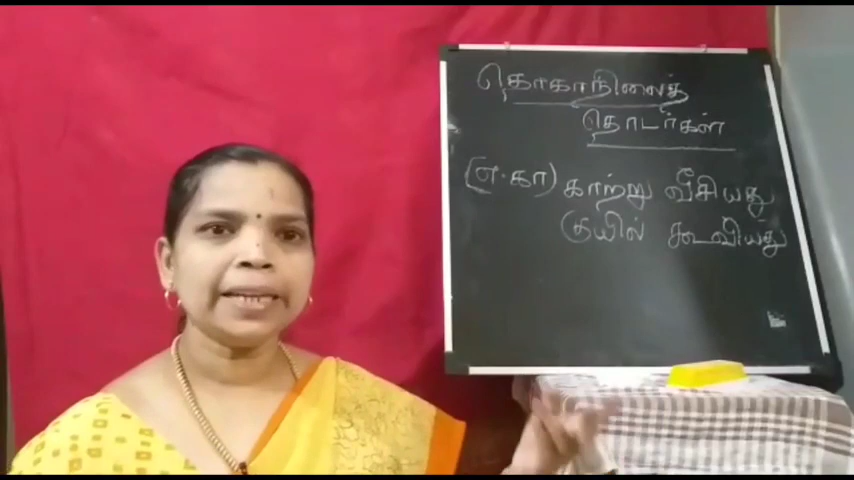 தொகாநிலைத்
தொடர்கள்
(எ.கா) காற்று வீசியது
குயில் கூவியது